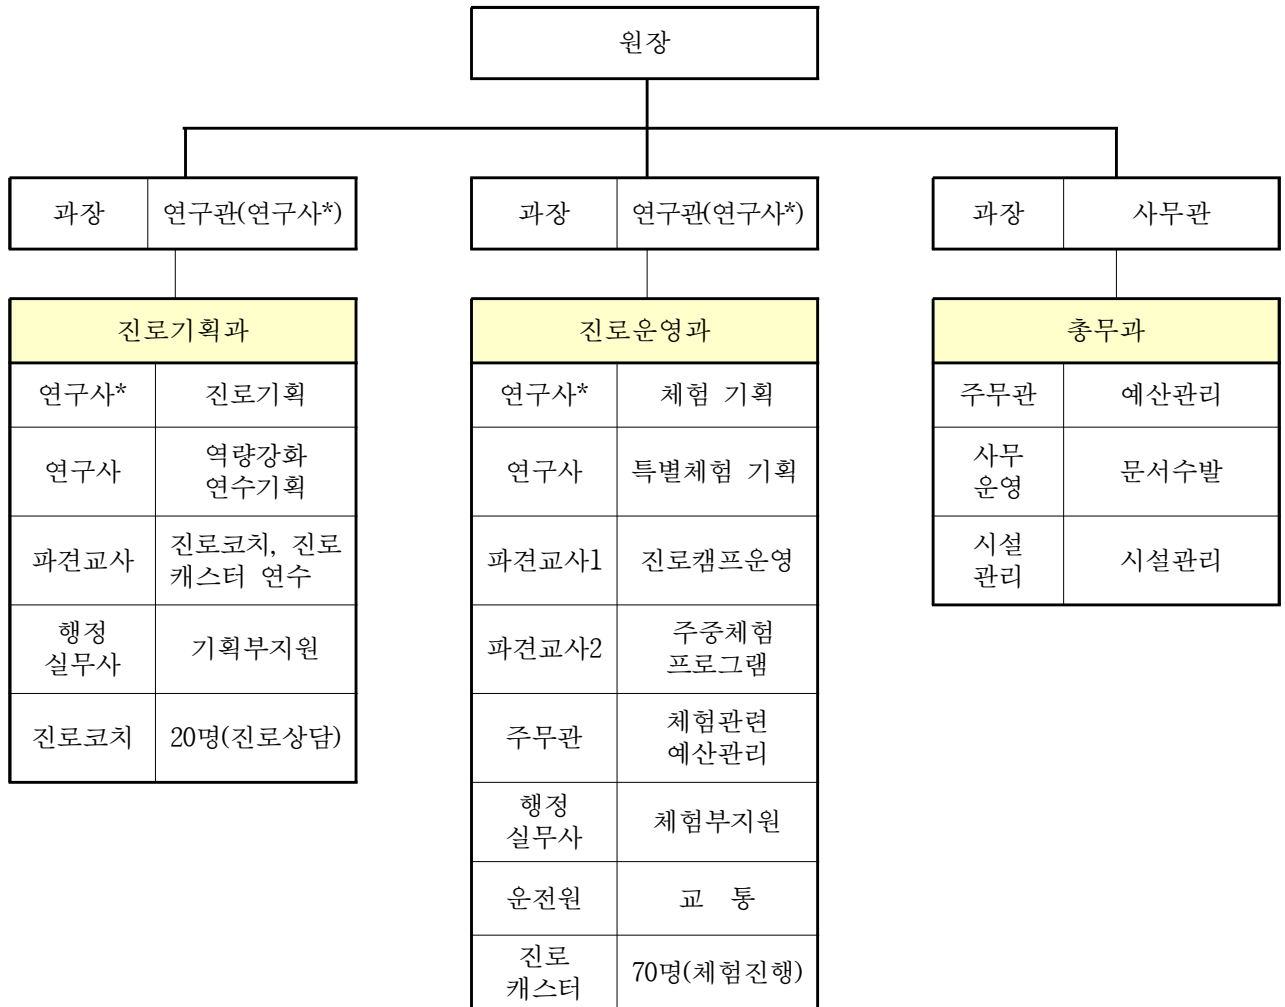 원장
과장 연구관(연구사*)
과장 연구관(연구사*)
과장 사무관
진로기획과
연구사* 진로기획
연구사 역량강화
연수기획
파견교사 진로코치, 진로
캐스터 연수
행정
실무사 기획부지원
진로코치 20명(진로상담)
진로운영과
연구사* 체험 기획
연구사 특별체험 기획
파견교사1 진로캠프운영
파견교사2 주중체험
프로그램
주무관 체험관련
예산관리
행정
실무사 체험부지원
운전원 교 통
진로
캐스터 70명(체험진행)
총무과
주무관 예산관리
사무
운영 문서수발
시설
관리 시설관리